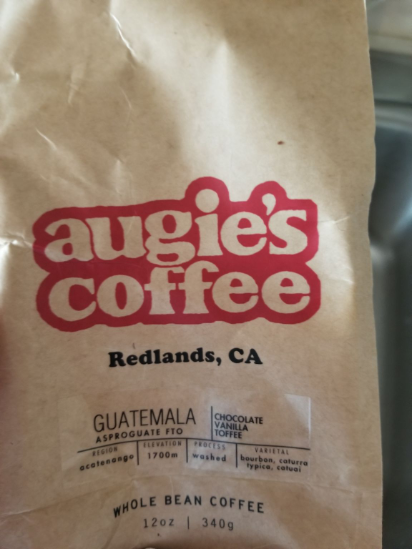 augie's
coffee
Redlands, CA
GUATEMALA
ASPROGUATE FTO
CHOCOLATE
VANILLA
TOFFEE
REGION
acatenango
ELEVATION
1700m
PROCESS
washed
VARIETAL
bourbon, caturra
typica, catuai
WHOLE BEAN COFFEE
12oz | 340g